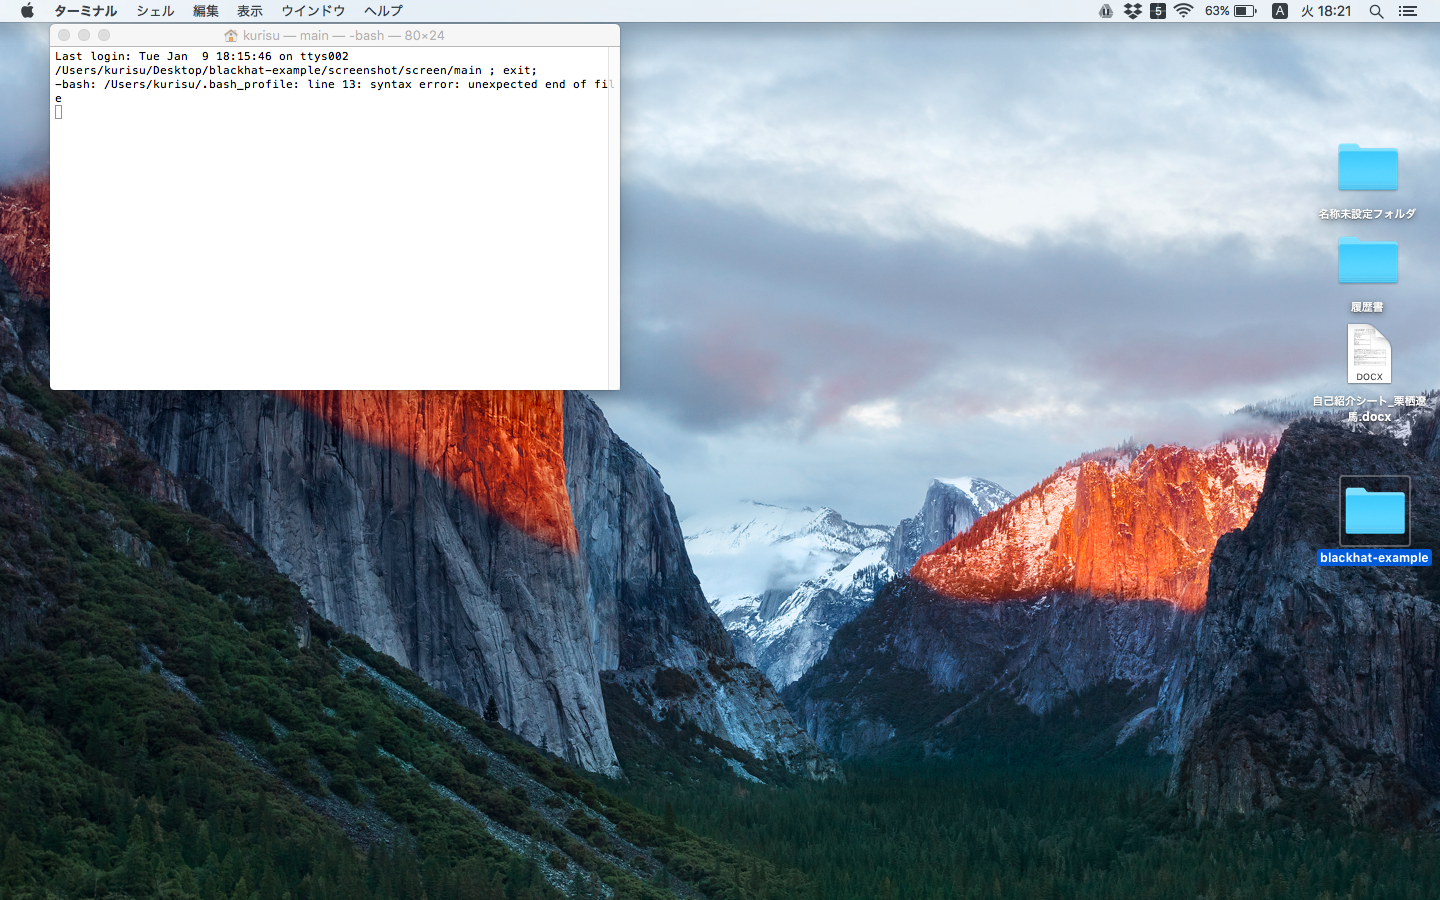 ターミナル シェル 編集 表示 ウインドウ ヘルプ 5 63% A 火 18:21
kurisu — main — -bash — 80×24
Last login: Tue Jan  9 18:15:46 on ttys002
/Users/kurisu/Desktop/blackhat-example/screenshot/screen/main ; exit;
-bash: /Users/kurisu/.bash_profile: line 13: syntax error: unexpected end of fil
e
名称未設定フォルダ
履歴書
DOCX
自己紹介シート_栗栖遼
馬.docx
blackhat-example